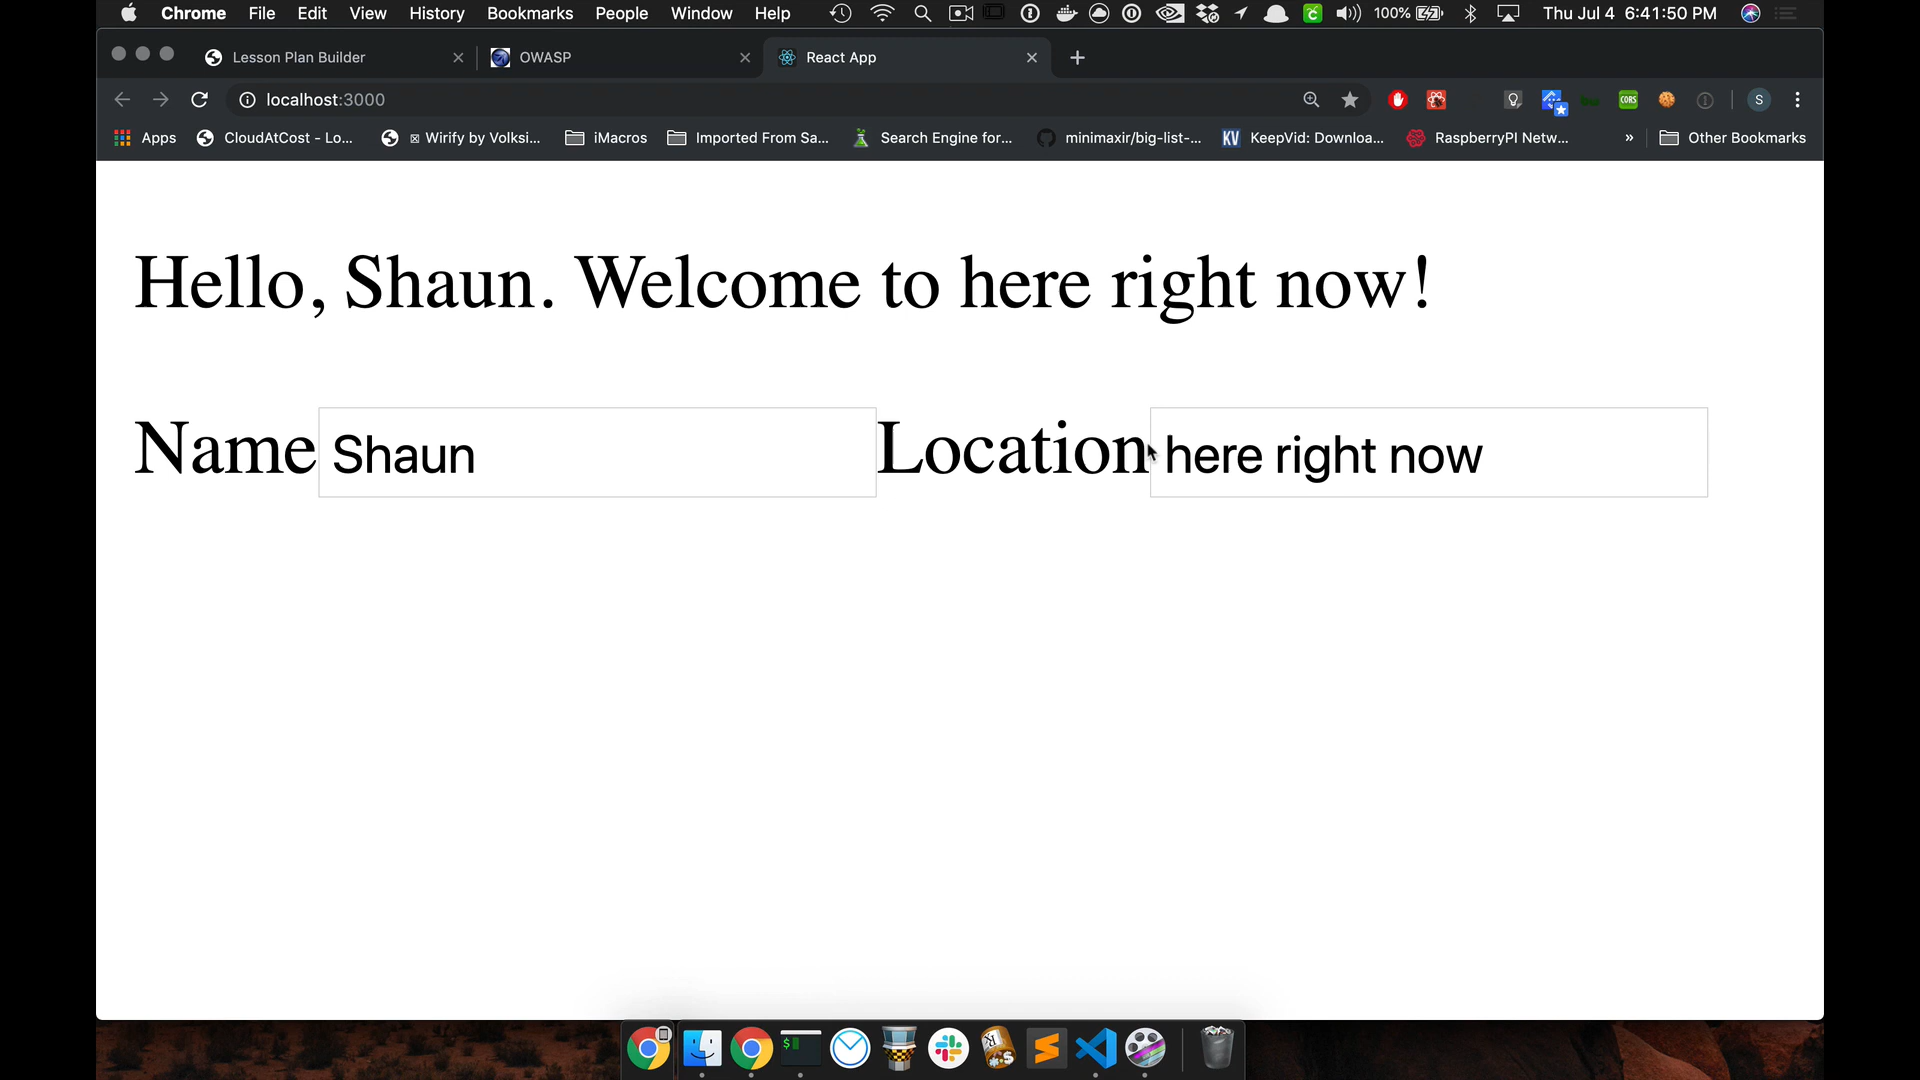 Chrome File Edit View History Bookmarks People Window Help 100% Thu Jul 4 6:41:50 PM
Lesson Plan Builder OWASP React App
localhost:3000 CORS S
Apps CloudAtCost - Lo... Wirify by Volksi... iMacros Imported From Sa... Search Engine for... minimaxir/big-list-... KV KeepVid: Downloa... RaspberryPI Netw... » Other Bookmarks
Hello, Shaun. Welcome to here right now!
Name Shaun Location here right now